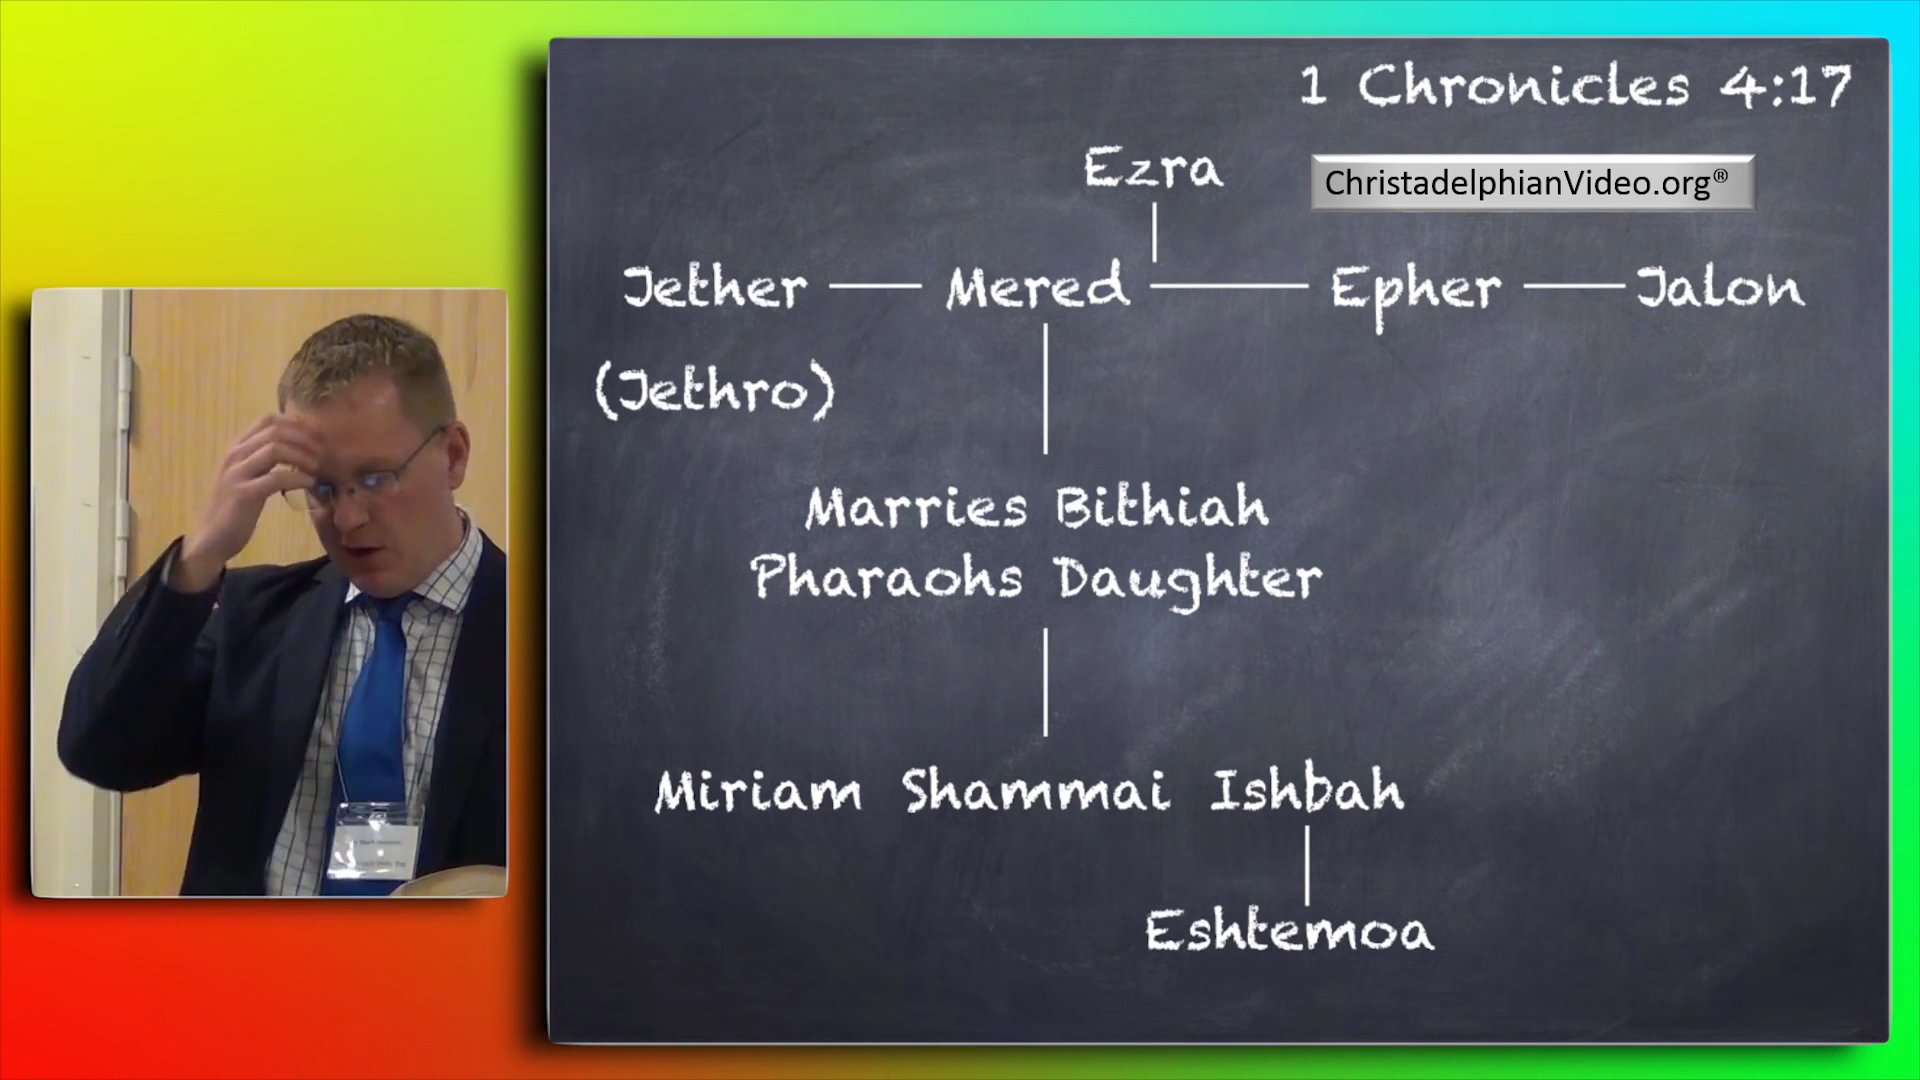 1 Chronicles 4:17
ChristadelphianVideo.org®
Ezra
Jether Mered Epher Jalon
(Jethro)
Marries Bithiah
Pharaohs Daughter
Miriam Shammai Ishbah
Eshtemoa